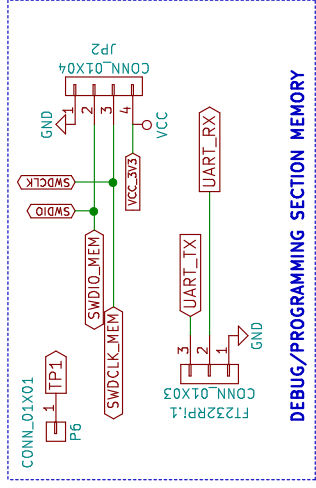 CONN_01X04
JP2
1
2
3
4
GND
VCC
VCC_3V3
SWDCLK
SWDIO
SWDIO_MEM
SWDCLK_MEM
UART_RX
UART_TX
3
2
1
GND
CONN_01X03
FT232RPi.1
CONN_01X01
TP1
1
P6
DEBUG/PROGRAMMING SECTION MEMORY